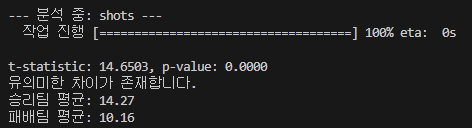 --- 분석 중: shots ---
작업 진행 [====================================] 100% eta:  0s
t-statistic: 14.6503, p-value: 0.0000
유의미한 차이가 존재합니다.
승리팀 평균: 14.27
패배팀 평균: 10.16